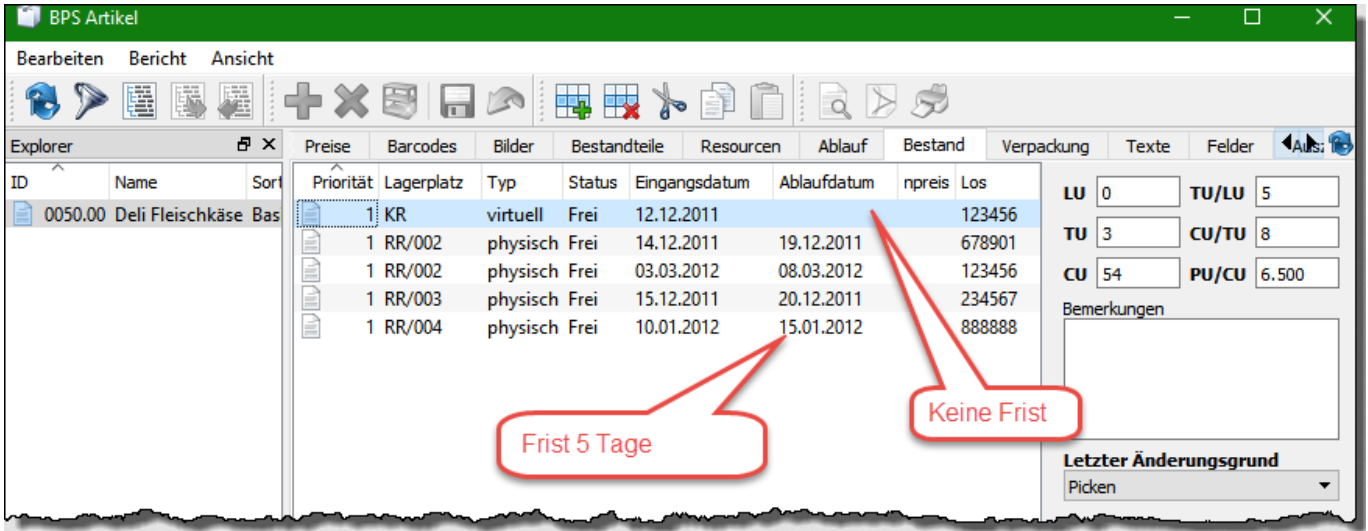 BPS Artikel
Bearbeiten Bericht Ansicht
Explorer
Preise Barcodes Bilder Bestandteile Resourcen Ablauf Bestand Verpackung Texte Felder
ID Name Sort
0050.00 Deli Fleischkäse Bas
Priorität Lagerplatz Typ Status Eingangsdatum Ablaufdatum npreis Los
1 KR virtuell Frei 12.12.2011 123456
1 RR/002 physisch Frei 14.12.2011 19.12.2011 678901
1 RR/002 physisch Frei 03.03.2012 08.03.2012 123456
1 RR/003 physisch Frei 15.12.2011 20.12.2011 234567
1 RR/004 physisch Frei 10.01.2012 15.01.2012 888888
Frist 5 Tage
Keine Frist
LU 0 TU/LU 5
TU 3 CU/TU 8
CU 54 PU/CU 6.500
Bemerkungen
Letzter Änderungsgrund
Picken